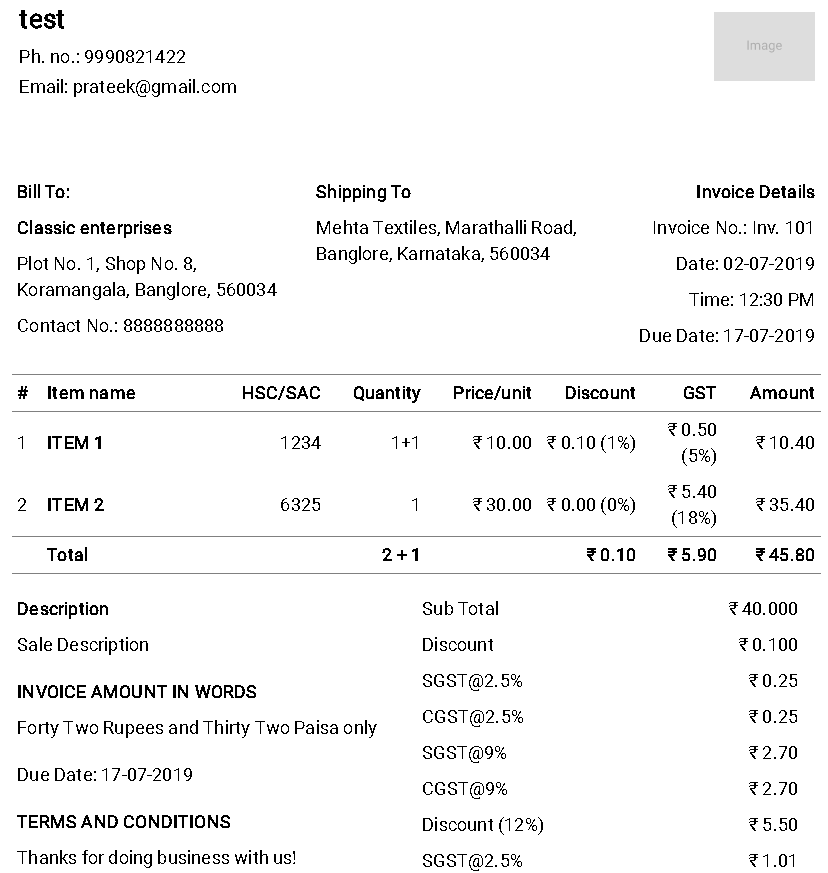 test
Ph. no.: 9990821422
Email: prateek@gmail.com
Image
Bill To:
Classic enterprises
Plot No. 1, Shop No. 8,
Koramangala, Banglore, 560034
Contact No.: 8888888888
Shipping To
Mehta Textiles, Marathalli Road,
Banglore, Karnataka, 560034
Invoice Details
Invoice No.: Inv. 101
Date: 02-07-2019
Time: 12:30 PM
Due Date: 17-07-2019
# Item name HSC/SAC Quantity Price/unit Discount GST Amount
1 ITEM 1 1234 1+1 ₹ 10.00 ₹ 0.10 (1%) ₹ 0.50 (5%) ₹ 10.40
2 ITEM 2 6325 1 ₹ 30.00 ₹ 0.00 (0%) ₹ 5.40 (18%) ₹ 35.40
Total 2 + 1 ₹ 0.10 ₹ 5.90 ₹ 45.80
Description
Sale Description
INVOICE AMOUNT IN WORDS
Forty Two Rupees and Thirty Two Paisa only
Due Date: 17-07-2019
TERMS AND CONDITIONS
Thanks for doing business with us!
Sub Total ₹ 40.000
Discount ₹ 0.100
SGST@2.5% ₹ 0.25
CGST@2.5% ₹ 0.25
SGST@9% ₹ 2.70
CGST@9% ₹ 2.70
Discount (12%) ₹ 5.50
SGST@2.5% ₹ 1.01